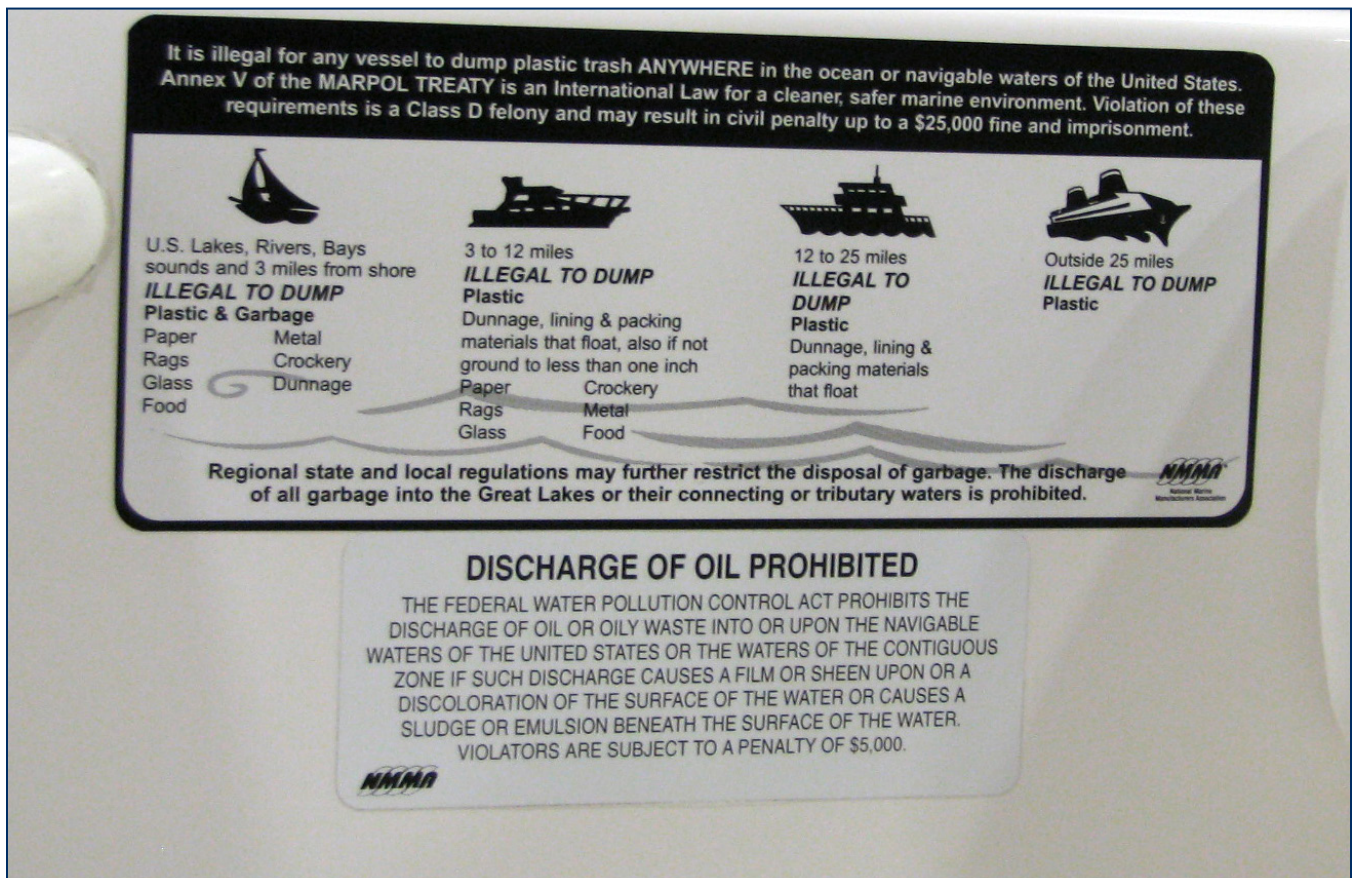 It is illegal for any vessel to dump plastic trash ANYWHERE in the ocean or navigable waters of the United States.
Annex V of the MARPOL TREATY is an International Law for a cleaner, safer marine environment. Violation of these
requirements is a Class D felony and may result in civil penalty up to a $25,000 fine and imprisonment.
U.S. Lakes, Rivers, Bays
sounds and 3 miles from shore
ILLEGAL TO DUMP
Plastic & Garbage
Paper Metal
Rags Crockery
Glass Dunnage
Food
3 to 12 miles
ILLEGAL TO DUMP
Plastic
Dunnage, lining & packing
materials that float, also if not
ground to less than one inch
Paper Crockery
Rags Metal
Glass Food
12 to 25 miles
ILLEGAL TO
DUMP
Plastic
Dunnage, lining &
packing materials
that float
Outside 25 miles
ILLEGAL TO DUMP
Plastic
Regional state and local regulations may further restrict the disposal of garbage. The discharge
of all garbage into the Great Lakes or their connecting or tributary waters is prohibited.
NMMA
National Marine
Manufacturers Association
DISCHARGE OF OIL PROHIBITED
THE FEDERAL WATER POLLUTION CONTROL ACT PROHIBITS THE
DISCHARGE OF OIL OR OILY WASTE INTO OR UPON THE NAVIGABLE
WATERS OF THE UNITED STATES OR THE WATERS OF THE CONTIGUOUS
ZONE IF SUCH DISCHARGE CAUSES A FILM OR SHEEN UPON OR A
DISCOLORATION OF THE SURFACE OF THE WATER OR CAUSES A
SLUDGE OR EMULSION BENEATH THE SURFACE OF THE WATER.
VIOLATORS ARE SUBJECT TO A PENALTY OF $5,000.
NMMA